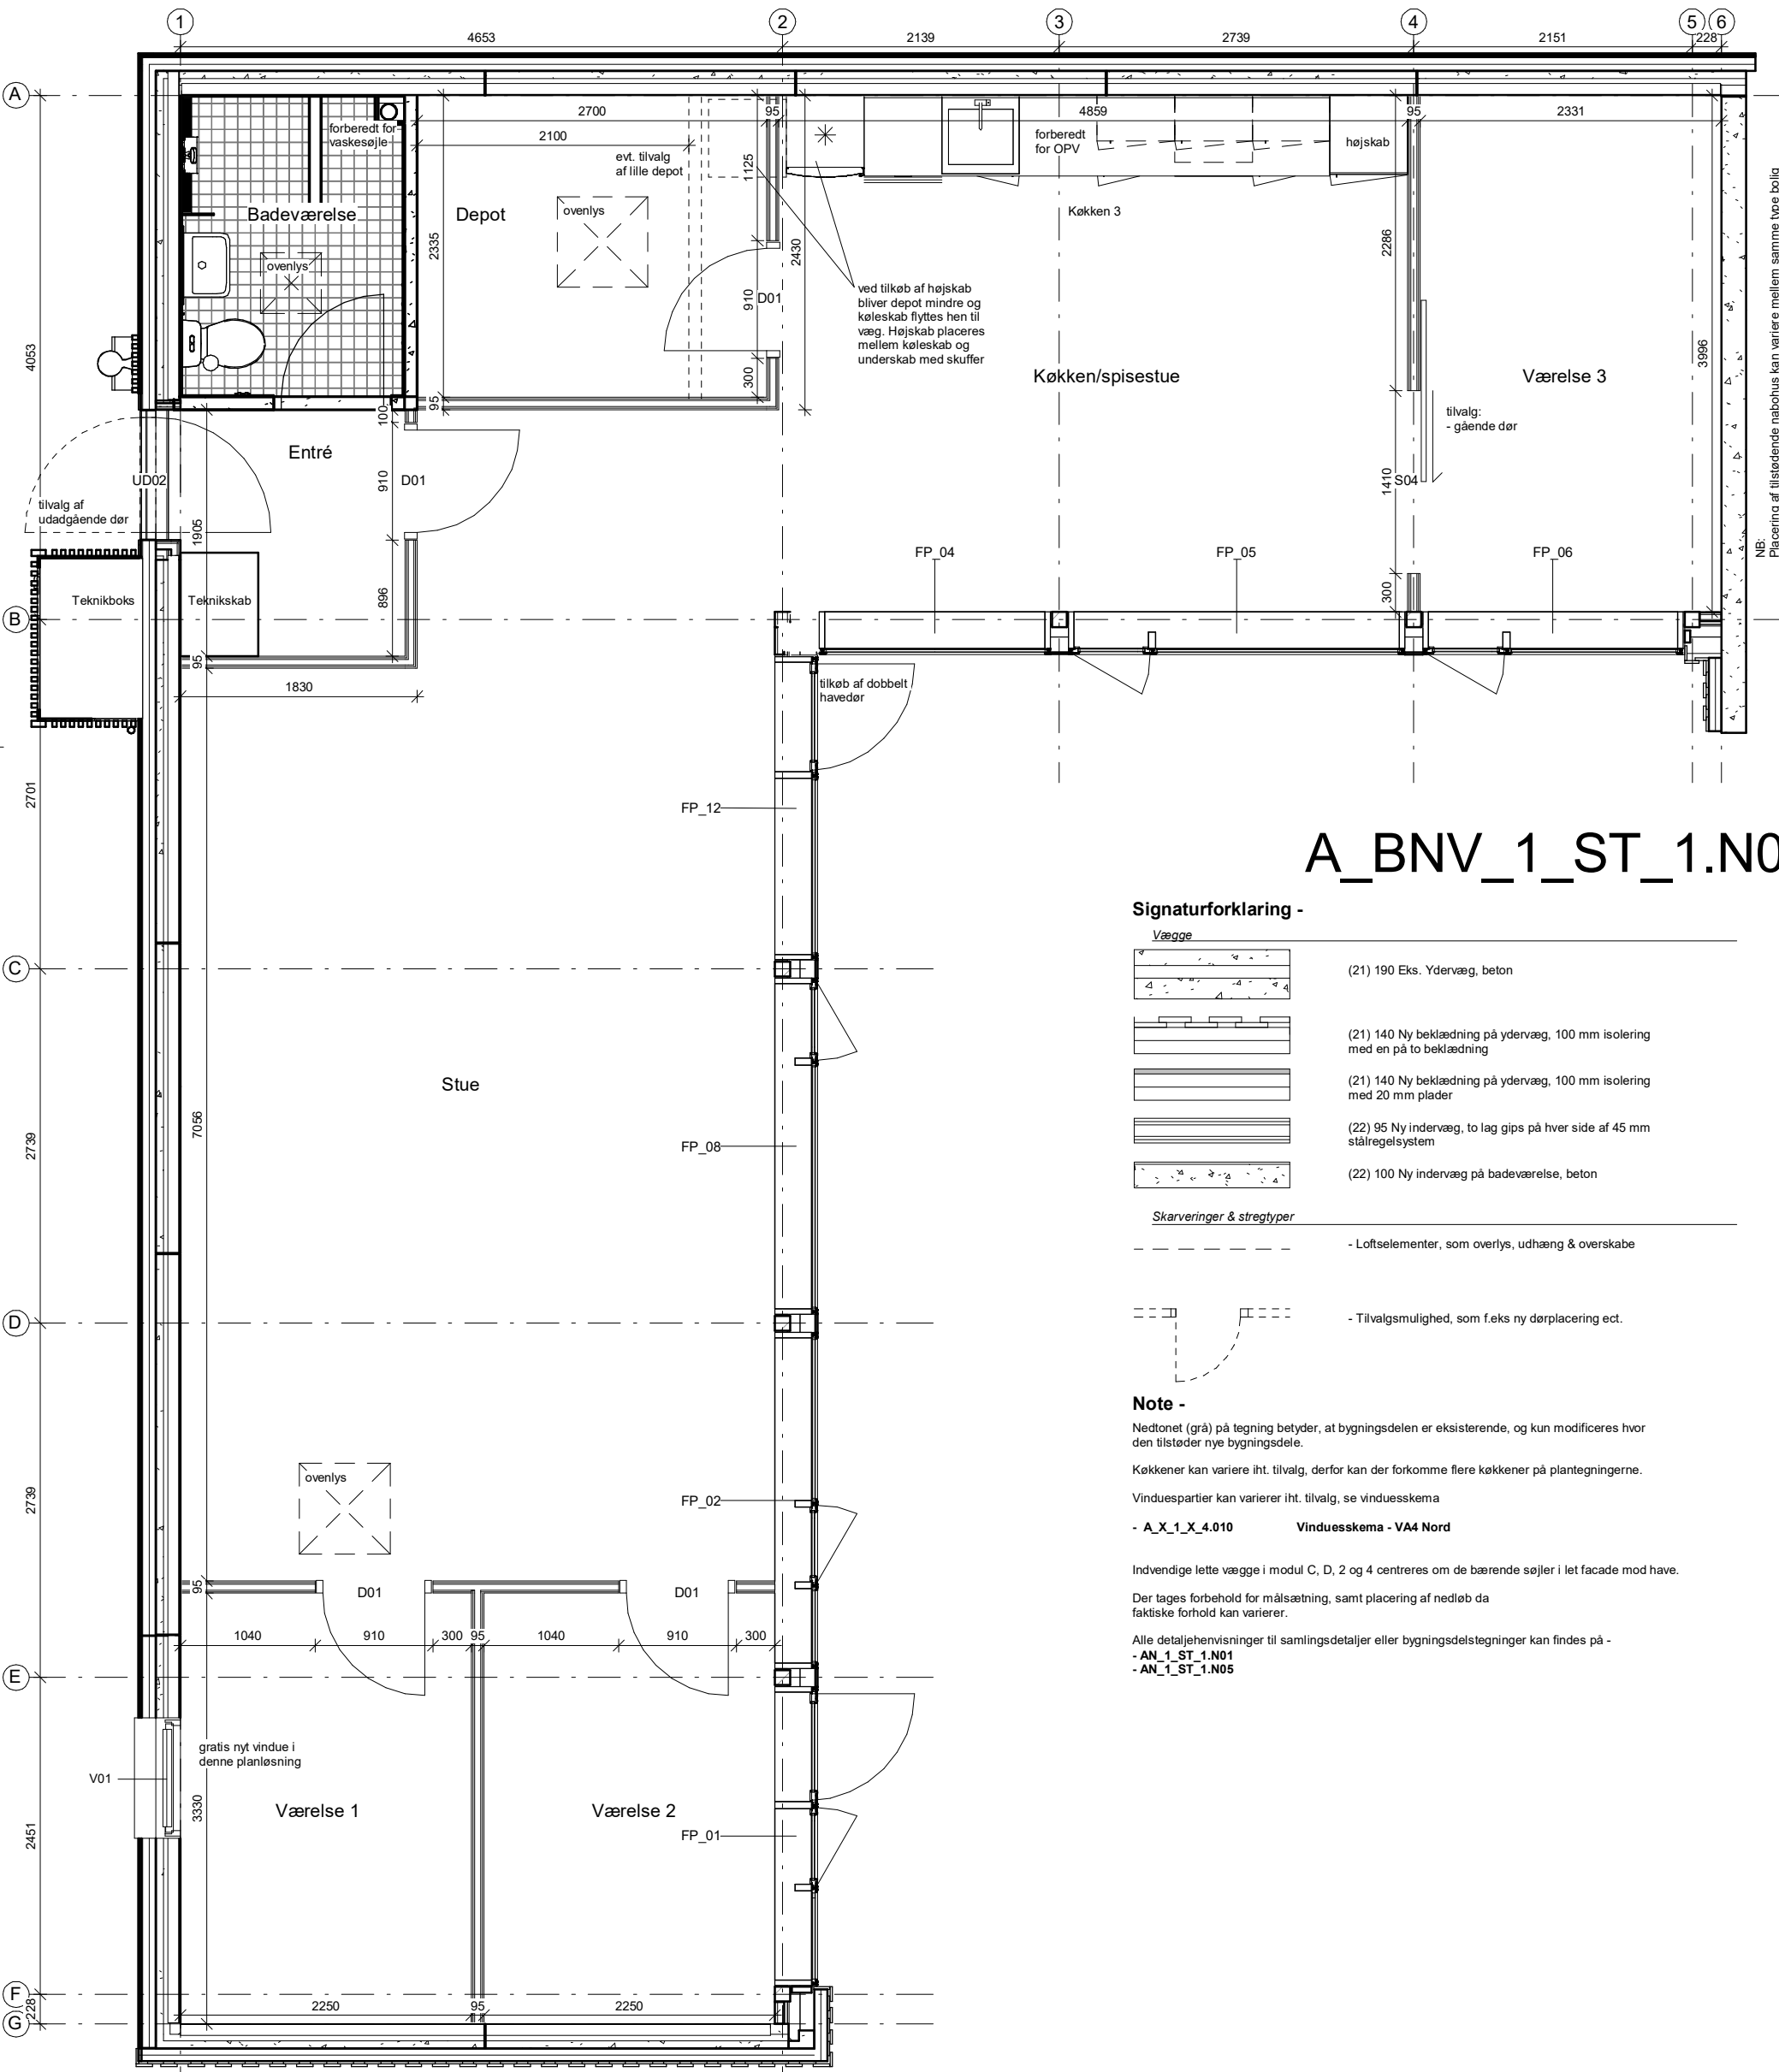 1
2
3
4
5
6
4653
2139
2739
2151
228
A
B
C
D
E
F
G
4053
2701
2739
2739
2451
228
forberedt for
vaskesøjle
Badeværelse
ovenlys
Depot
2700
2100
evt. tilvalg
af lille depot
ovenlys
2335
95
1125
910
300
2430
95
D01
4859
forberedt
for OPV
højskab
Køkken 3
ved tilkøb af højskab
bliver depot mindre og
køleskab flyttes hen til
væg. Højskab placeres
mellem køleskab og
underskab med skuffer
Køkken/spisestue
95
2331
2286
1410
300
S04
3996
Værelse 3
tilvalg:
- gående dør
NB:
Placering af tilstødende nabohus kan variere mellem samme type bolig
Entré
UD02
tilvalg af
udadgående dør
1905
100
910
896
D01
Teknikboks
Teknikskab
95
1830
FP_04
FP_05
FP_06
tilkøb af dobbelt
havedør
FP_12
FP_08
FP_02
FP_01
Stue
7056
ovenlys
95
D01
D01
1040
910
300
95
1040
910
300
gratis nyt vindue i
denne planløsning
V01
3330
Værelse 1
Værelse 2
2250
95
2250
A_BNV_1_ST_1.N0
Signaturforklaring -
Vægge
(21) 190 Eks. Ydervæg, beton
(21) 140 Ny beklædning på ydervæg, 100 mm isolering
med en på to beklædning
(21) 140 Ny beklædning på ydervæg, 100 mm isolering
med 20 mm plader
(22) 95 Ny indervæg, to lag gips på hver side af 45 mm
stålregelsystem
(22) 100 Ny indervæg på badeværelse, beton
Skarveringer & stregtyper
- Loftselementer, som overlys, udhæng & overskabe
- Tilvalgsmulighed, som f.eks ny dørplacering ect.
Note -
Nedtonet (grå) på tegning betyder, at bygningsdelen er eksisterende, og kun modificeres hvor
den tilstøder nye bygningsdele.
Køkkener kan variere iht. tilvalg, derfor kan der forkomme flere køkkener på plantegningerne.
Vinduespartier kan varierer iht. tilvalg, se vinduesskema
- A_X_1_X_4.010 Vinduesskema - VA4 Nord
Indvendige lette vægge i modul C, D, 2 og 4 centreres om de bærende søjler i let facade mod have.
Der tages forbehold for målsætning, samt placering af nedløb da
faktiske forhold kan varierer.
Alle detaljehenvisninger til samlingsdetaljer eller bygningsdelstegninger kan findes på -
- AN_1_ST_1.N01
- AN_1_ST_1.N05